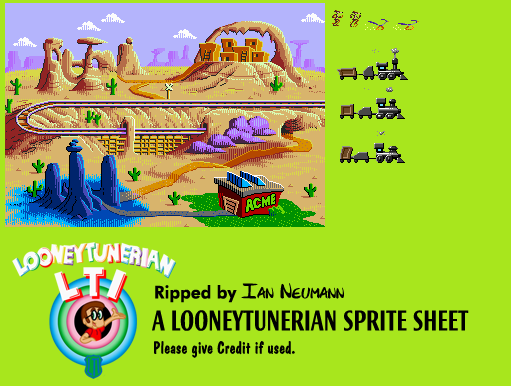 ACME
LOONEYTUNERIAN
LTI
Ripped by IAN NEUMANN
A LOONEYTUNERIAN SPRITE SHEET
Please give Credit if used.